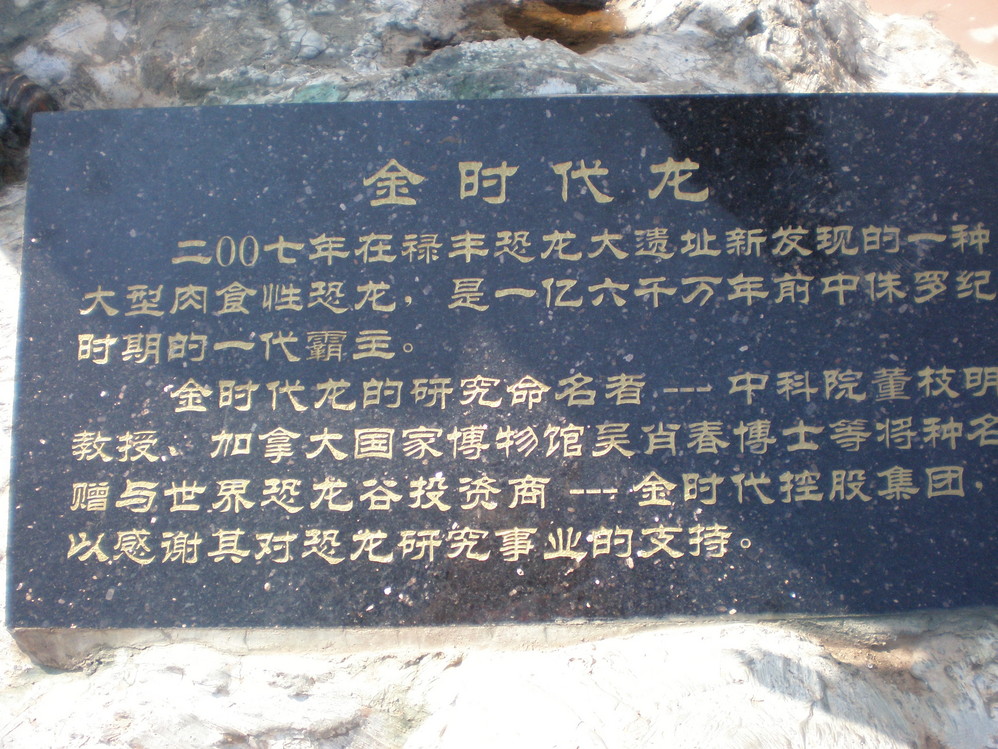 金时代龙
二00七年在禄丰恐龙大遗址新发现的一种
大型肉食性恐龙，是一亿六千万年前中侏罗纪
时期的一代霸主。
金时代龙的研究命名者---中科院董枝明
教授、加拿大国家博物馆吴肖春博士等将种名
赠与世界恐龙谷投资商---金时代控股集团，
以感谢其对恐龙研究事业的支持。